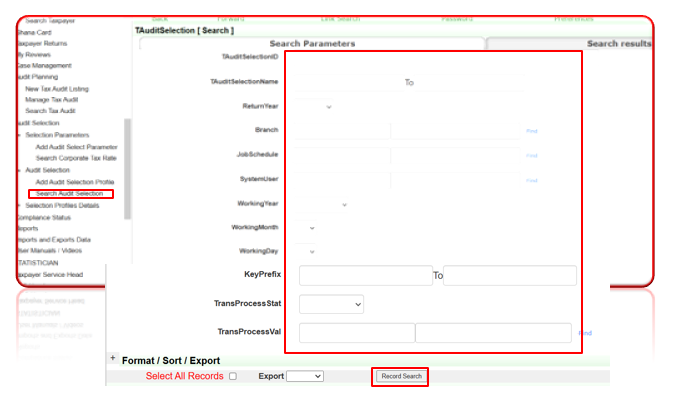 Back Forward Link Search Password Preferences
Search Taxpayer
TAuditSelection [ Search ]
Ghana Card
Search Parameters Search results
axpayer Returns
My Reviews
TAuditSelectionID
Case Management
Audit Planning
TAuditSelectionName To
New Tax Audit Listing
Manage Tax Audit
ReturnYear
Search Tax Audit
Audit Selection
Selection Parameters
Branch Find
Add Audit Select Parameter
Search Corporate Tax Rate
JobSchedule Find
Audit Selection
Add Audit Selection Profile
SystemUser Find
Search Audit Selection
Selection Profiles Details
WorkingYear
Compliance Status
Reports
WorkingMonth
mports and Exports Data
User Manuals / Videos
WorkingDay
STATISTICIAN
axpayer Service Head
KeyPrefix To
TransProcessStat
TransProcessVal Find
+ Format / Sort / Export
Select All Records Export Record Search